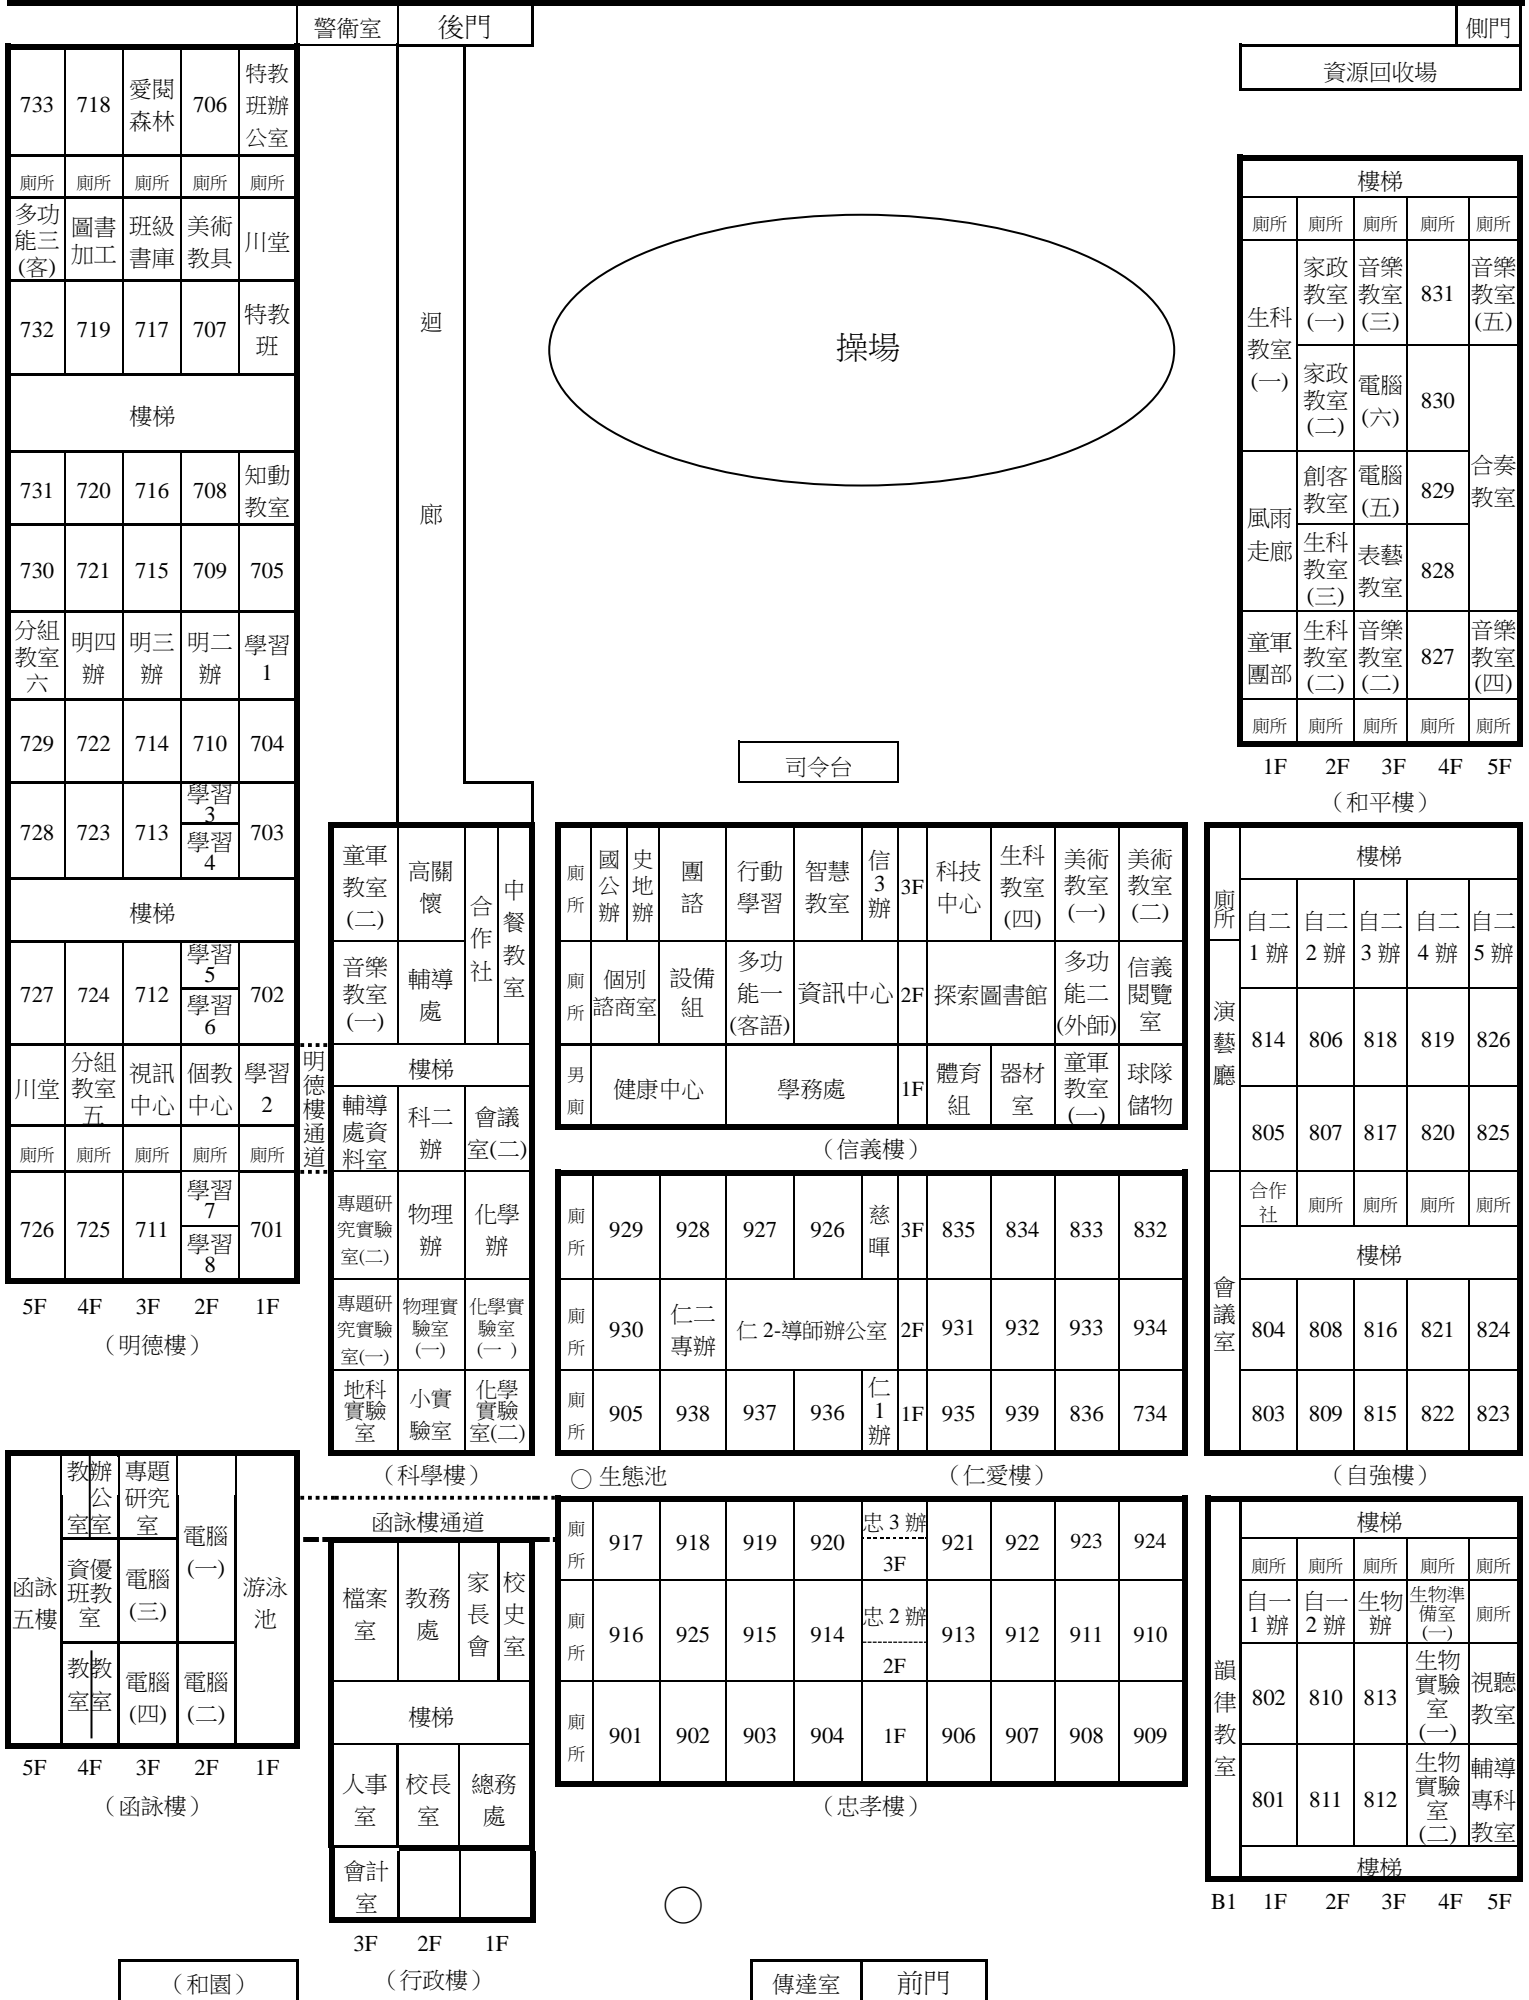 警衛室
後門
側門
資源回收場
迴
廊
操場
司令台
733 718 愛閱森林 706 特教班辦公室
廁所 廁所 廁所 廁所 廁所
多功能三(客) 圖書加工 班級書庫 美術教具 川堂
732 719 717 707 特教班
樓梯
731 720 716 708 知動教室
730 721 715 709 705
分組教室六 明四辦 明三辦 明二辦 學習1
729 722 714 710 704
728 723 713 學習3 學習4 703
樓梯
727 724 712 學習5 學習6 702
川堂 分組教室五 視訊中心 個教中心 學習2
廁所 廁所 廁所 廁所 廁所
726 725 711 學習7 學習8 701
5F 4F 3F 2F 1F
（明德樓）
明德樓通道
樓梯
廁所 廁所 廁所 廁所 廁所
生科教室(一) 家政教室(一) 音樂教室(三) 831 音樂教室(五)
家政教室(二) 電腦(六) 830 合奏教室
風雨走廊 創客教室 電腦(五) 829
生科教室(三) 表藝教室 828
童軍團部 生科教室(二) 音樂教室(二) 827 音樂教室(四)
廁所 廁所 廁所 廁所 廁所
1F 2F 3F 4F 5F
（和平樓）
童軍教室(二) 高關懷 合作社 中餐教室
音樂教室(一) 輔導處
樓梯
輔導處資料室 科二辦 會議室(二)
專題研究實驗室(二) 物理辦 化學辦
專題研究實驗室(一) 物理實驗室(一) 化學實驗室(一 )
地科實驗室 小實驗室 化學實驗室(二)
（科學樓）
廁所 國公辦 史地辦 團諮 行動學習 智慧教室 信3辦 3F 科技中心 生科教室(四) 美術教室(一) 美術教室(二)
廁所 個別諮商室 設備組 多功能一(客語) 資訊中心 2F 探索圖書館 多功能二(外師) 信義閱覽室
男廁 健康中心 學務處 1F 體育組 器材室 童軍教室(一) 球隊儲物
（信義樓）
廁所 929 928 927 926 慈暉 3F 835 834 833 832
廁所 930 仁二專辦 仁 2-導師辦公室 2F 931 932 933 934
廁所 905 938 937 936 仁1辦 1F 935 939 836 734
○ 生態池
（仁愛樓）
樓梯
廁所 自二1 辦 自二2 辦 自二3 辦 自二4 辦 自二5 辦
演藝廳 814 806 818 819 826
805 807 817 820 825
合作社 廁所 廁所 廁所 廁所
樓梯
會議室 804 808 816 821 824
803 809 815 822 823
（自強樓）
函詠五樓 教室 辦公室 專題研究室 電腦(一) 游泳池
資優班教室 電腦(三)
教室 教室 電腦(四) 電腦(二)
5F 4F 3F 2F 1F
（函詠樓）
函詠樓通道
檔案室 教務處 家長會 校史室
樓梯
人事室 校長室 總務處
會計室
3F 2F 1F
（行政樓）
廁所 917 918 919 920 忠 3 辦 3F 921 922 923 924
廁所 916 925 915 914 忠 2 辦 2F 913 912 911 910
廁所 901 902 903 904 1F 906 907 908 909
（忠孝樓）
樓梯
廁所 廁所 廁所 廁所 廁所
自一1 辦 自一2 辦 生物辦 生物準備室(一) 廁所
韻律教室 802 810 813 生物實驗室(一) 視聽教室
801 811 812 生物實驗室(二) 輔導專科教室
樓梯
B1 1F 2F 3F 4F 5F
（和園）
傳達室
前門